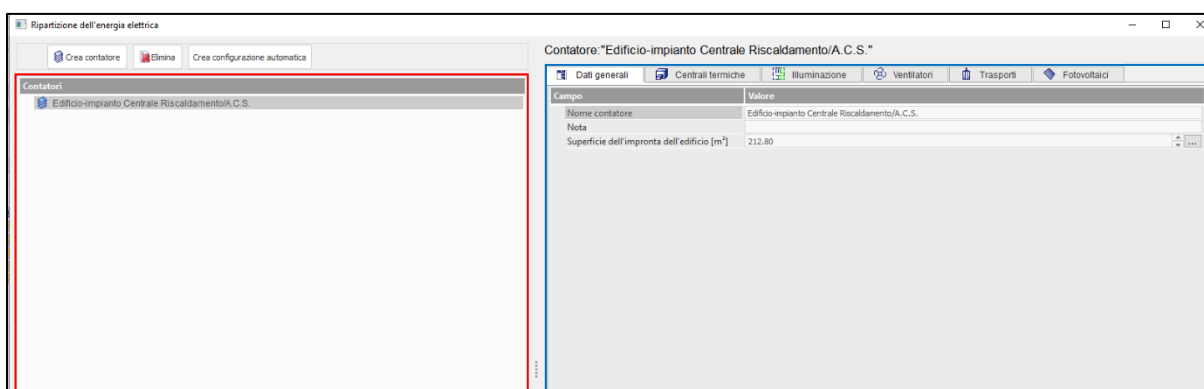 Ripartizione dell'energia elettrica
Crea contatore Elimina Crea configurazione automatica
Contatori
Edificio-impianto Centrale Riscaldamento/A.C.S.
Contatore:"Edificio-impianto Centrale Riscaldamento/A.C.S."
Dati generali Centrali termiche Illuminazione Ventilatori Trasporti Fotovoltaici
Campo Valore
Nome contatore Edificio-impianto Centrale Riscaldamento/A.C.S.
Nota
Superficie dell'impronta dell'edificio [m²] 212.80 ...